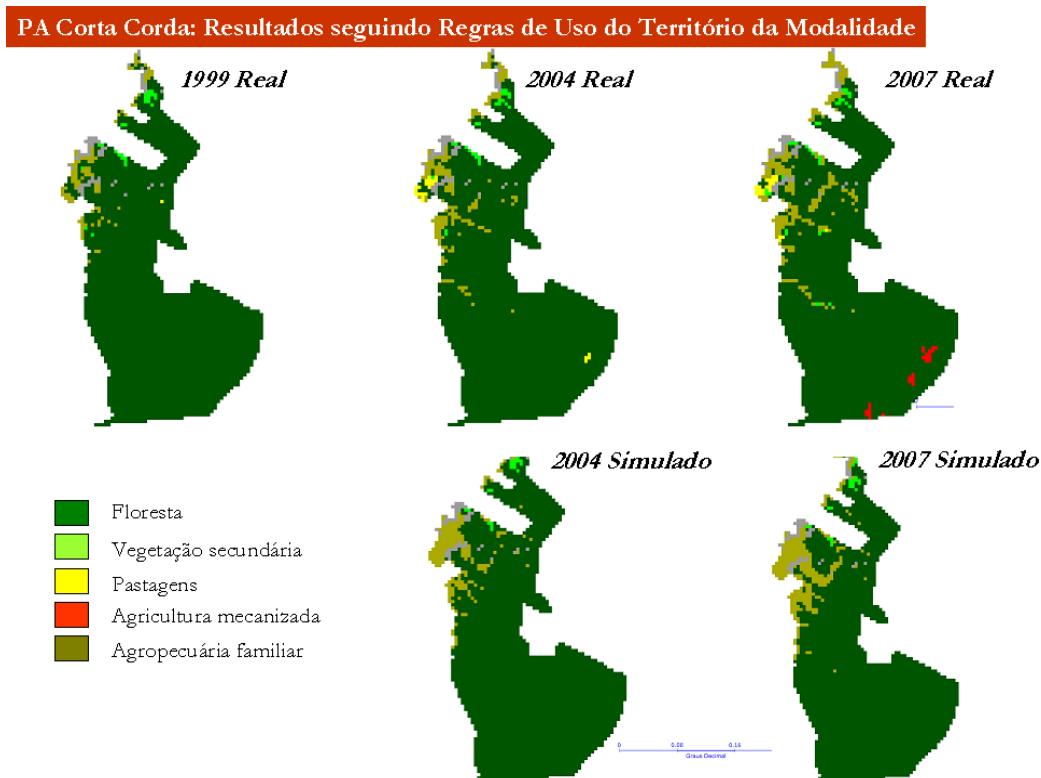 PA Corta Corda: Resultados seguindo Regras de Uso do Território da Modalidade
1999 Real
2004 Real
2007 Real
2004 Simulado
2007 Simulado
Floresta
Vegetação secundária
Pastagens
Agricultura mecanizada
Agropecuária familiar
0 0.08 0.16
Graus Decimal